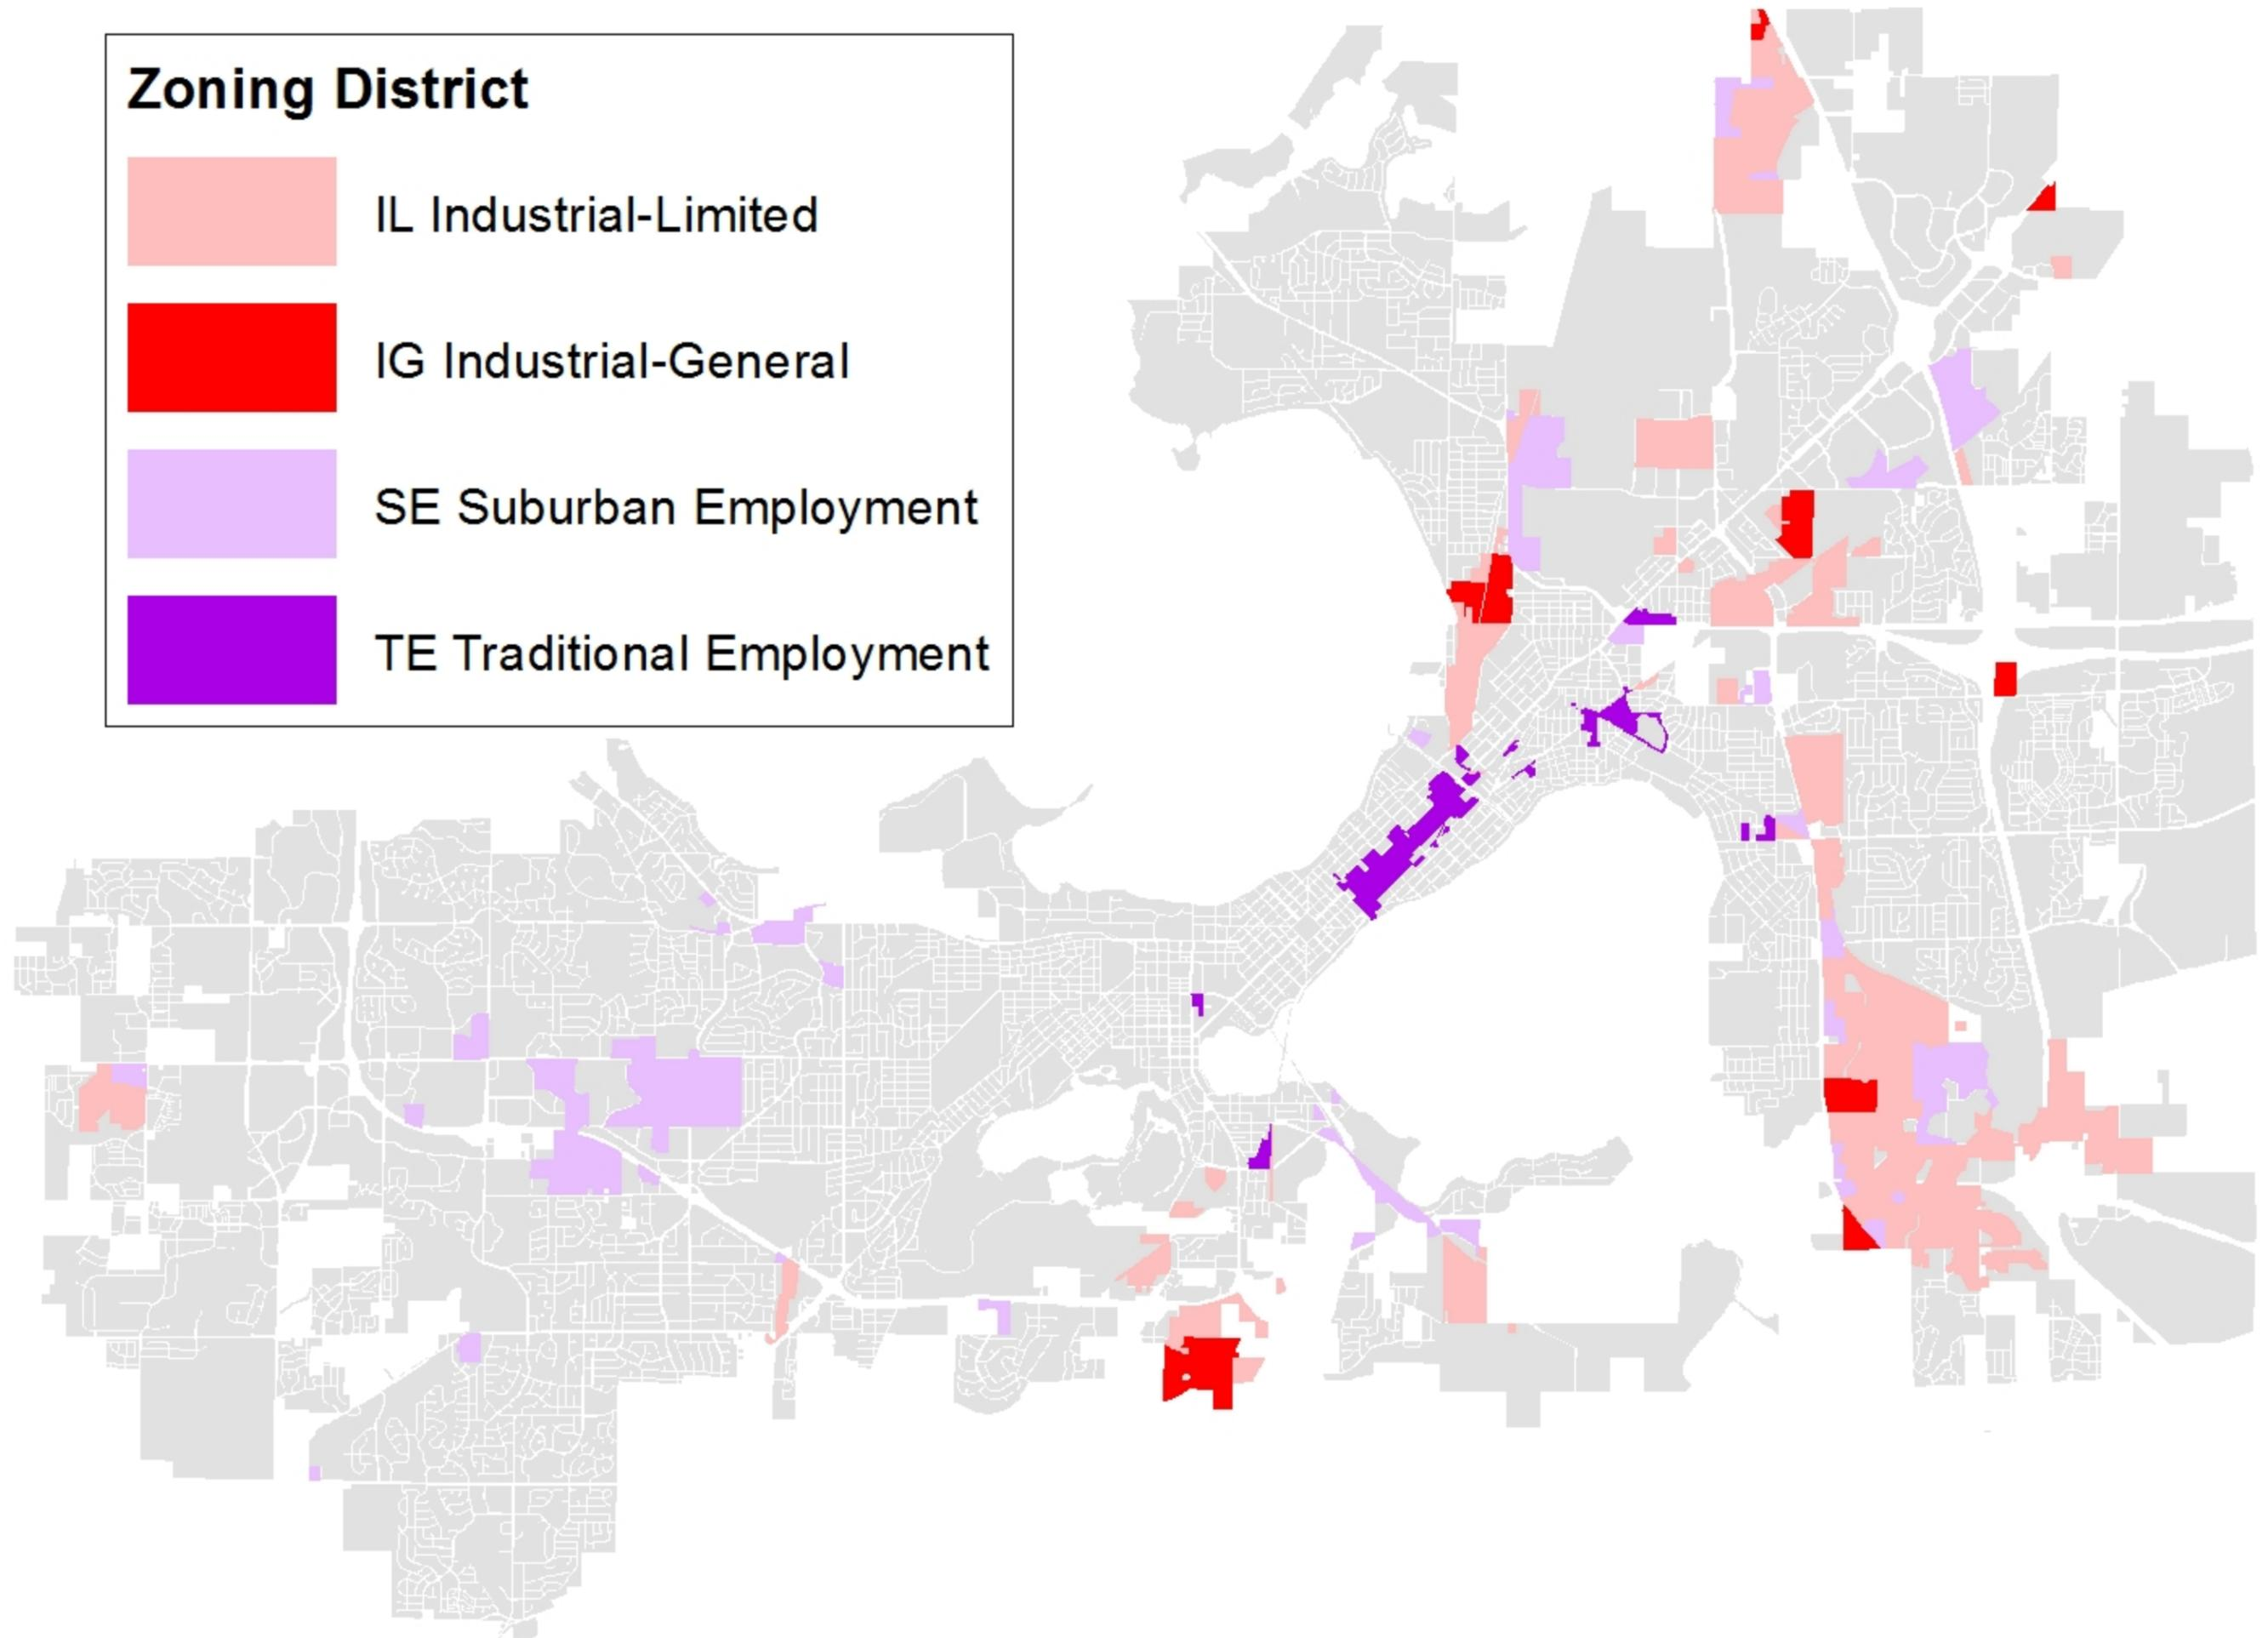 Zoning District
IL Industrial-Limited
IG Industrial-General
SE Suburban Employment
TE Traditional Employment